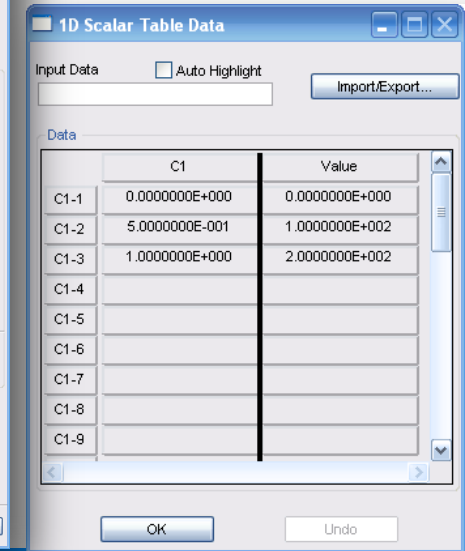 1D Scalar Table Data
Input Data Auto Highlight
Import/Export...
Data
C1 Value
C1-1 0.0000000E+000 0.0000000E+000
C1-2 5.0000000E-001 1.0000000E+002
C1-3 1.0000000E+000 2.0000000E+002
C1-4
C1-5
C1-6
C1-7
C1-8
C1-9
OK Undo